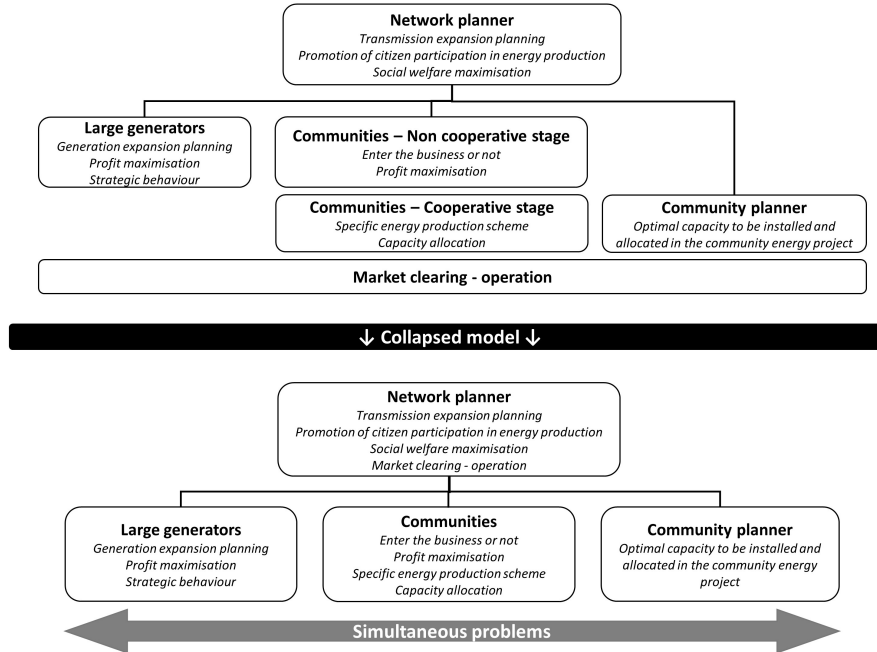 Network planner
Transmission expansion planning
Promotion of citizen participation in energy production
Social welfare maximisation
Large generators
Generation expansion planning
Profit maximisation
Strategic behaviour
Communities – Non cooperative stage
Enter the business or not
Profit maximisation
Communities – Cooperative stage
Specific energy production scheme
Capacity allocation
Community planner
Optimal capacity to be installed and
allocated in the community energy project
Market clearing - operation
↓ Collapsed model ↓
Network planner
Transmission expansion planning
Promotion of citizen participation in energy production
Social welfare maximisation
Market clearing - operation
Large generators
Generation expansion planning
Profit maximisation
Strategic behaviour
Communities
Enter the business or not
Profit maximisation
Specific energy production scheme
Capacity allocation
Community planner
Optimal capacity to be installed and
allocated in the community energy
project
Simultaneous problems